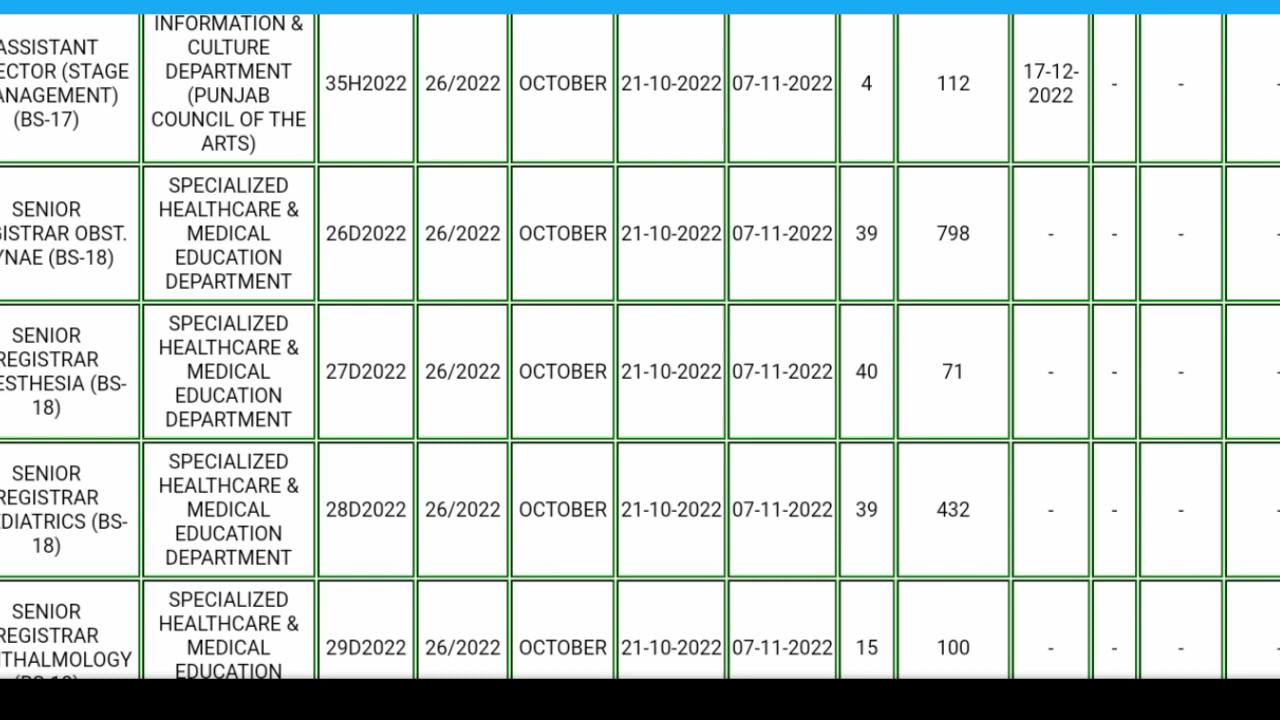 ASSISTANT
ECTOR (STAGE
ANAGEMENT)
(BS-17)
INFORMATION &
CULTURE
DEPARTMENT
(PUNJAB
COUNCIL OF THE
ARTS)
35H2022
26/2022
OCTOBER
21-10-2022
07-11-2022
4
112
17-12-
2022
-
-
-
SENIOR
GISTRAR OBST.
YNAE (BS-18)
SPECIALIZED
HEALTHCARE &
MEDICAL
EDUCATION
DEPARTMENT
26D2022
26/2022
OCTOBER
21-10-2022
07-11-2022
39
798
-
-
-
-
SENIOR
REGISTRAR
ESTHESIA (BS-
18)
SPECIALIZED
HEALTHCARE &
MEDICAL
EDUCATION
DEPARTMENT
27D2022
26/2022
OCTOBER
21-10-2022
07-11-2022
40
71
-
-
-
-
SENIOR
REGISTRAR
EDIATRICS (BS-
18)
SPECIALIZED
HEALTHCARE &
MEDICAL
EDUCATION
DEPARTMENT
28D2022
26/2022
OCTOBER
21-10-2022
07-11-2022
39
432
-
-
-
-
SENIOR
REGISTRAR
THALMOLOGY
SPECIALIZED
HEALTHCARE &
MEDICAL
EDUCATION
29D2022
26/2022
OCTOBER
21-10-2022
07-11-2022
15
100
-
-
-
-